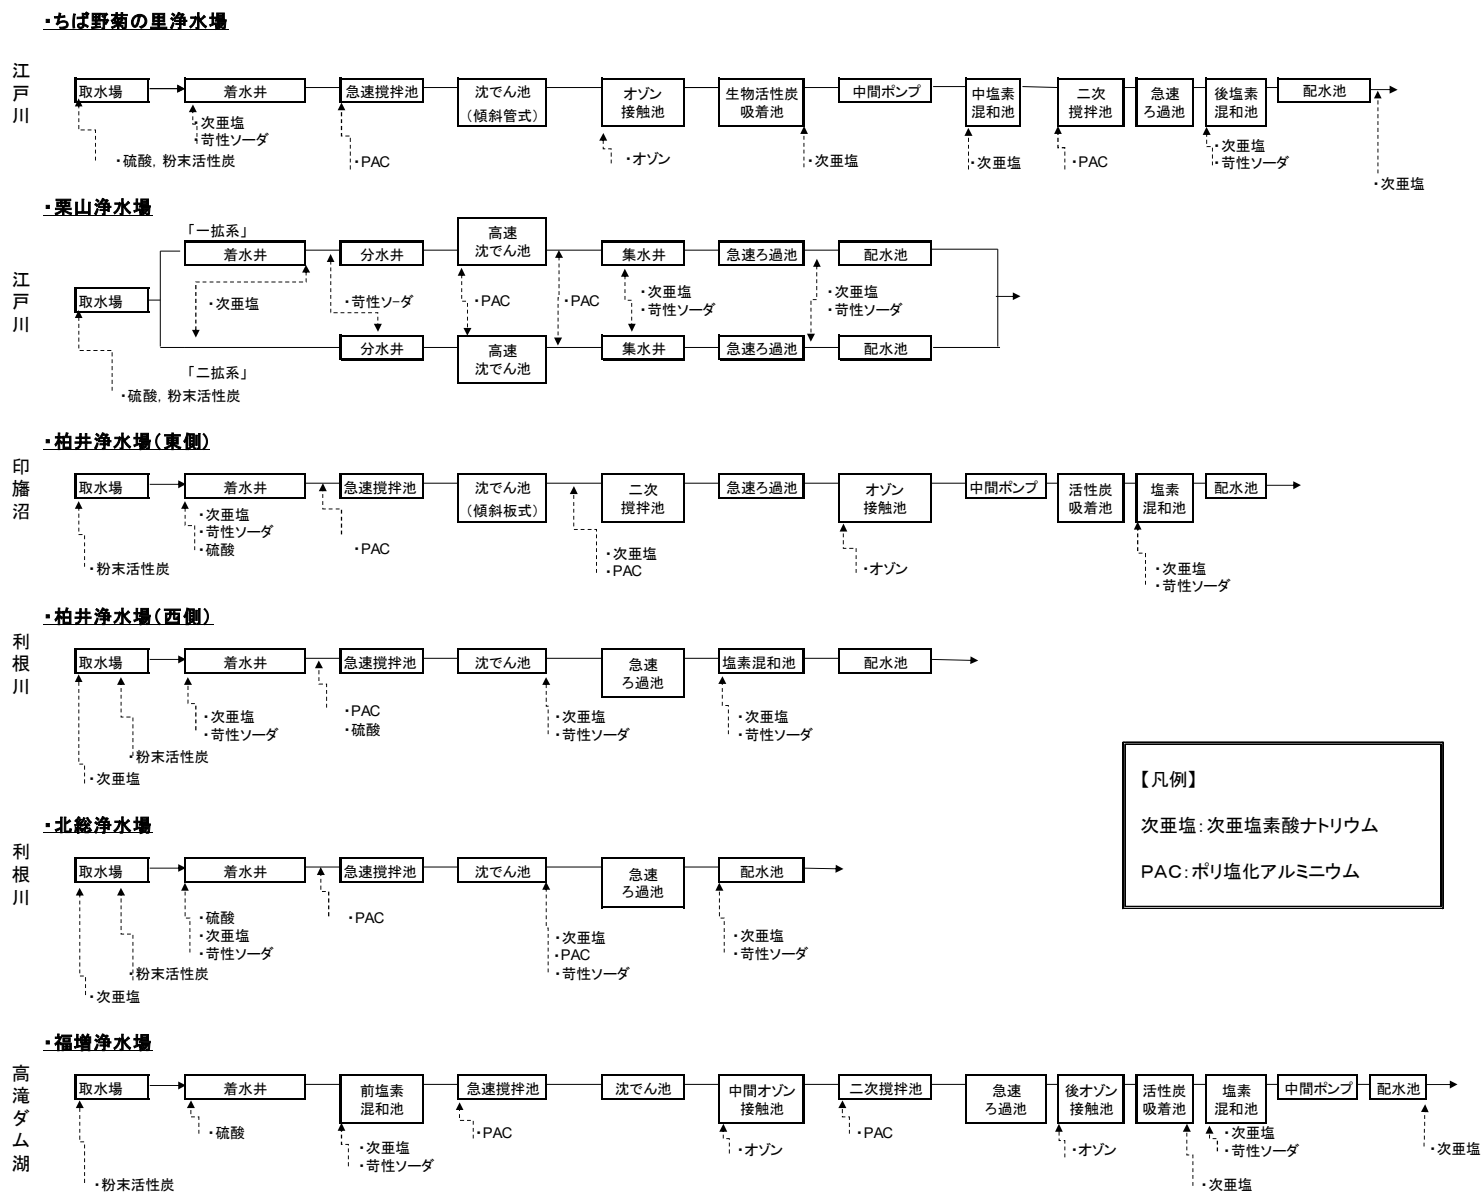 ・ちば野菊の里浄水場
江戸川
取水場
着水井
急速撹拌池
沈でん池
（傾斜管式）
オゾン
接触池
生物活性炭
吸着池
中間ポンプ
中塩素
混和池
二次
撹拌池
急速
ろ過池
後塩素
混和池
配水池
・硫酸，粉末活性炭
・次亜塩
・苛性ソーダ
・PAC
・オゾン
・次亜塩
・次亜塩
・PAC
・次亜塩
・苛性ソーダ
・次亜塩
・栗山浄水場
江戸川
取水場
「一拡系」
着水井
分水井
高速
沈でん池
集水井
急速ろ過池
配水池
・次亜塩
・苛性ソーダ
・PAC
・PAC
・次亜塩
・苛性ソーダ
・次亜塩
・苛性ソーダ
分水井
高速
沈でん池
集水井
急速ろ過池
配水池
「二拡系」
・硫酸，粉末活性炭
・柏井浄水場（東側）
印旛沼
取水場
着水井
急速撹拌池
沈でん池
（傾斜板式）
二次
撹拌池
急速ろ過池
オゾン
接触池
中間ポンプ
活性炭
吸着池
塩素
混和池
配水池
・粉末活性炭
・次亜塩
・苛性ソーダ
・硫酸
・PAC
・次亜塩
・PAC
・オゾン
・次亜塩
・苛性ソーダ
・柏井浄水場（西側）
利根川
取水場
着水井
急速撹拌池
沈でん池
急速
ろ過池
塩素混和池
配水池
・次亜塩
・粉末活性炭
・次亜塩
・苛性ソーダ
・PAC
・硫酸
・次亜塩
・苛性ソーダ
・次亜塩
・苛性ソーダ
【凡例】
次亜塩：次亜塩素酸ナトリウム
PAC：ポリ塩化アルミニウム
・北総浄水場
利根川
取水場
着水井
急速撹拌池
沈でん池
急速
ろ過池
配水池
・次亜塩
・粉末活性炭
・硫酸
・次亜塩
・苛性ソーダ
・PAC
・次亜塩
・PAC
・苛性ソーダ
・次亜塩
・苛性ソーダ
・福増浄水場
高滝ダム湖
取水場
着水井
前塩素
混和池
急速撹拌池
沈でん池
中間オゾン
接触池
二次撹拌池
急速
ろ過池
後オゾン
接触池
活性炭
吸着池
塩素
混和池
中間ポンプ
配水池
・粉末活性炭
・硫酸
・次亜塩
・苛性ソーダ
・PAC
・オゾン
・PAC
・オゾン
・次亜塩
・次亜塩
・苛性ソーダ
・次亜塩